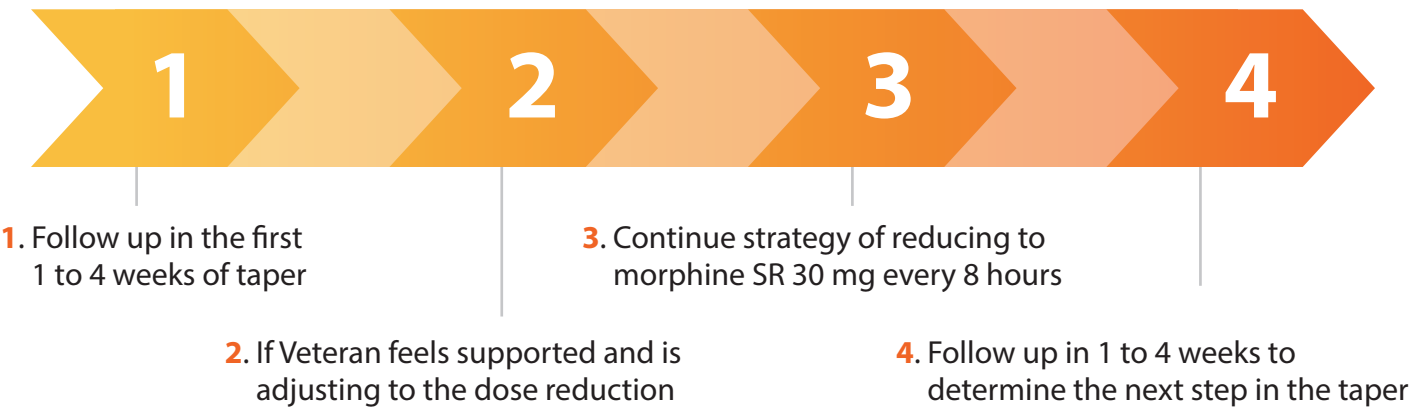 1
2
3
4
1. Follow up in the first
1 to 4 weeks of taper
2. If Veteran feels supported and is
adjusting to the dose reduction
3. Continue strategy of reducing to
morphine SR 30 mg every 8 hours
4. Follow up in 1 to 4 weeks to
determine the next step in the taper